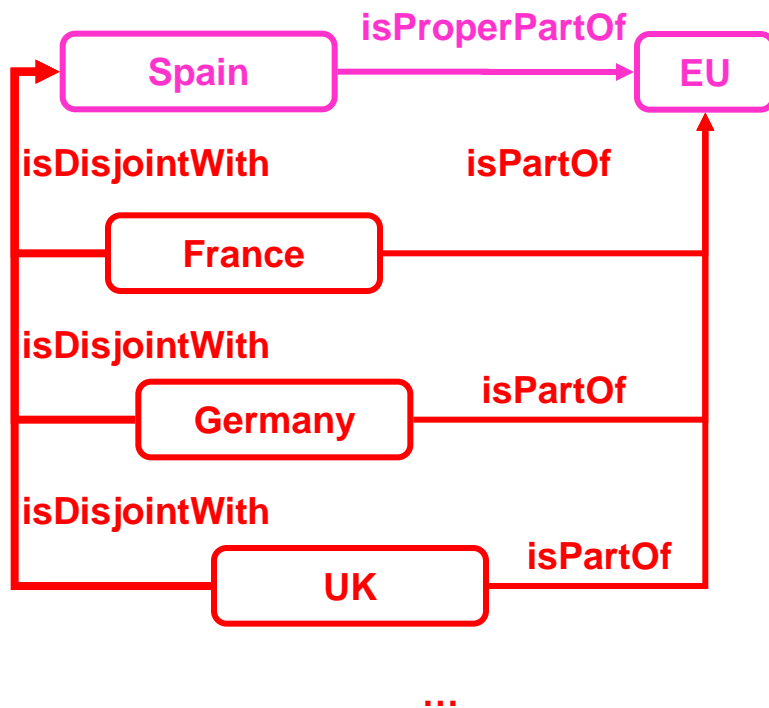 isProperPartOf
Spain
EU
isDisjointWith
isPartOf
France
isDisjointWith
isPartOf
Germany
isDisjointWith
isPartOf
UK
...